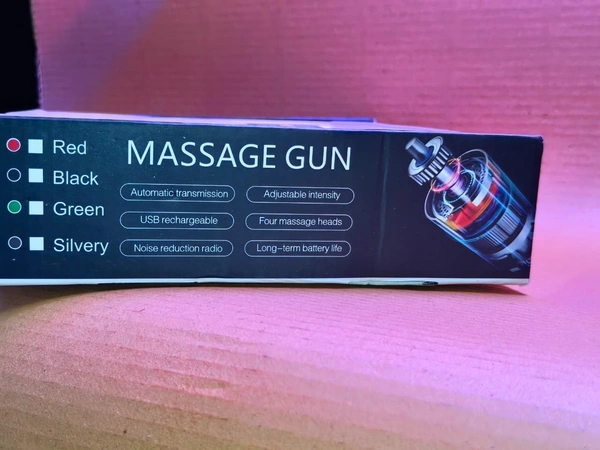 Red
Black
Green
Silvery
MASSAGE GUN
Automatic transmission
Adjustable intensity
USB rechargeable
Four massage heads
Noise reduction radio
Long-term battery life